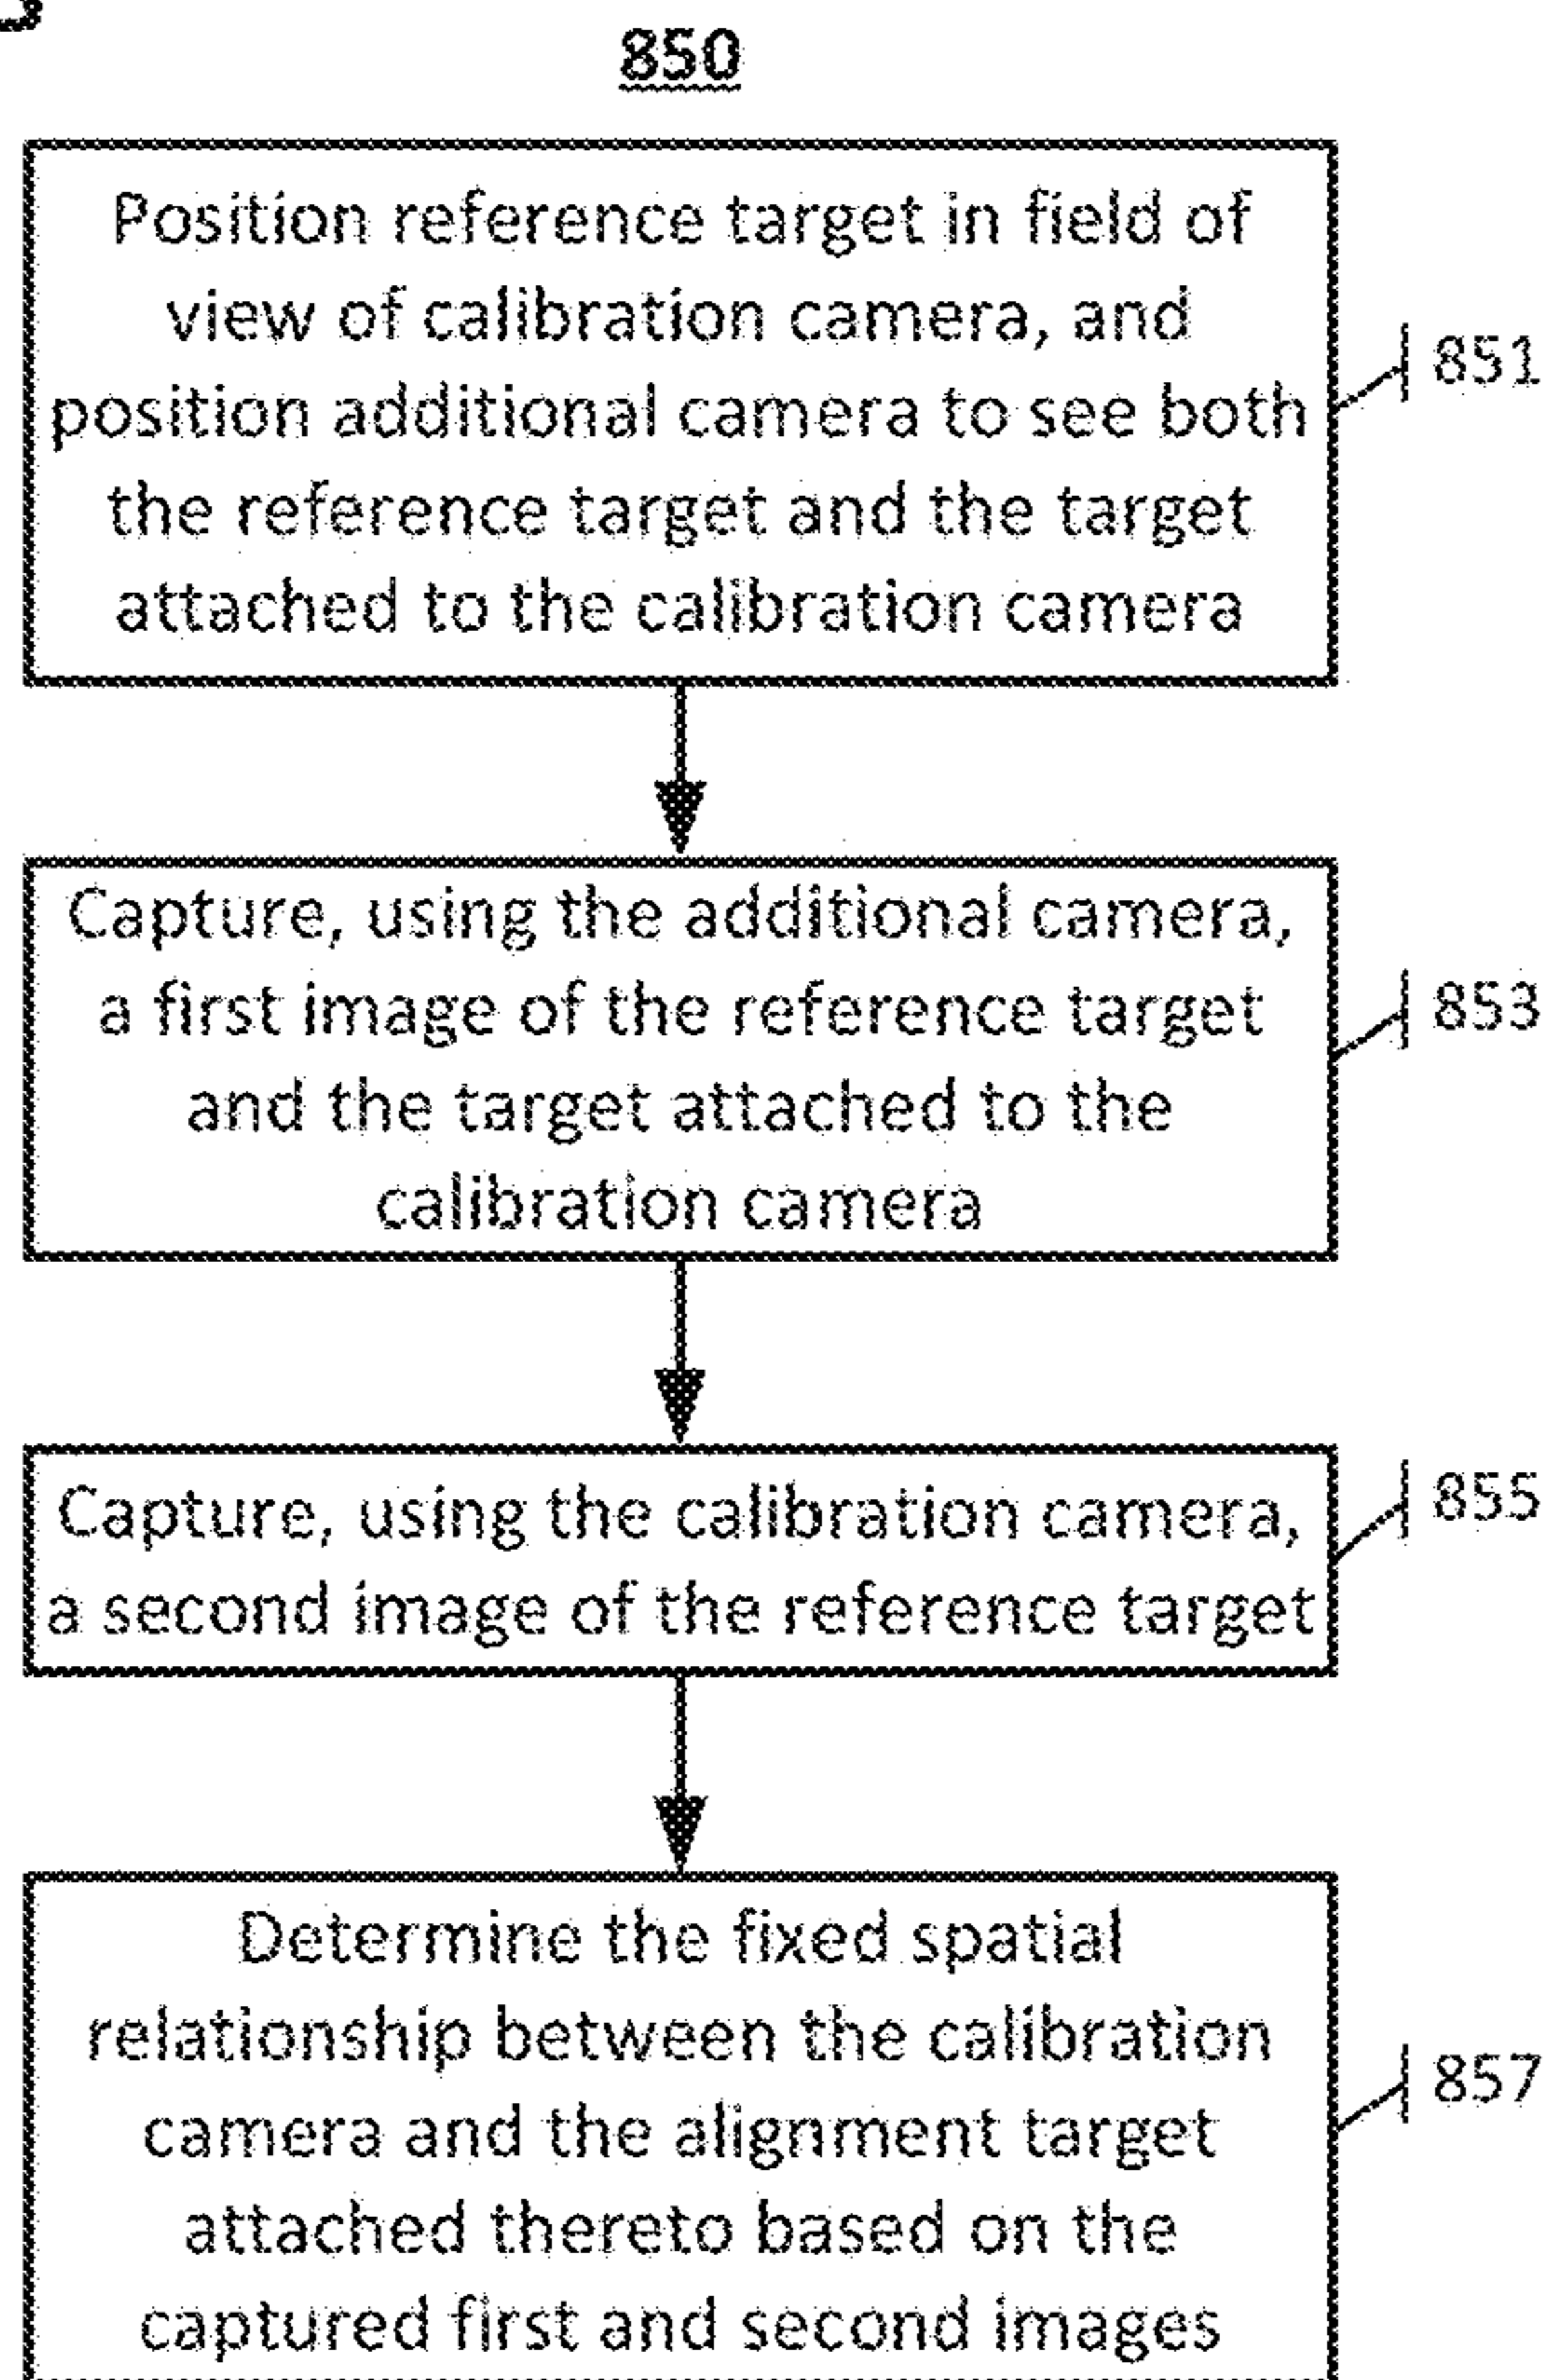 850
Position reference target in field of
view of calibration camera, and
position additional camera to see both
the reference target and the target
attached to the calibration camera
851
Capture, using the additional camera,
a first image of the reference target
and the target attached to the
calibration camera
853
Capture, using the calibration camera,
a second image of the reference target
855
Determine the fixed spatial
relationship between the calibration
camera and the alignment target
attached thereto based on the
captured first and second images
857